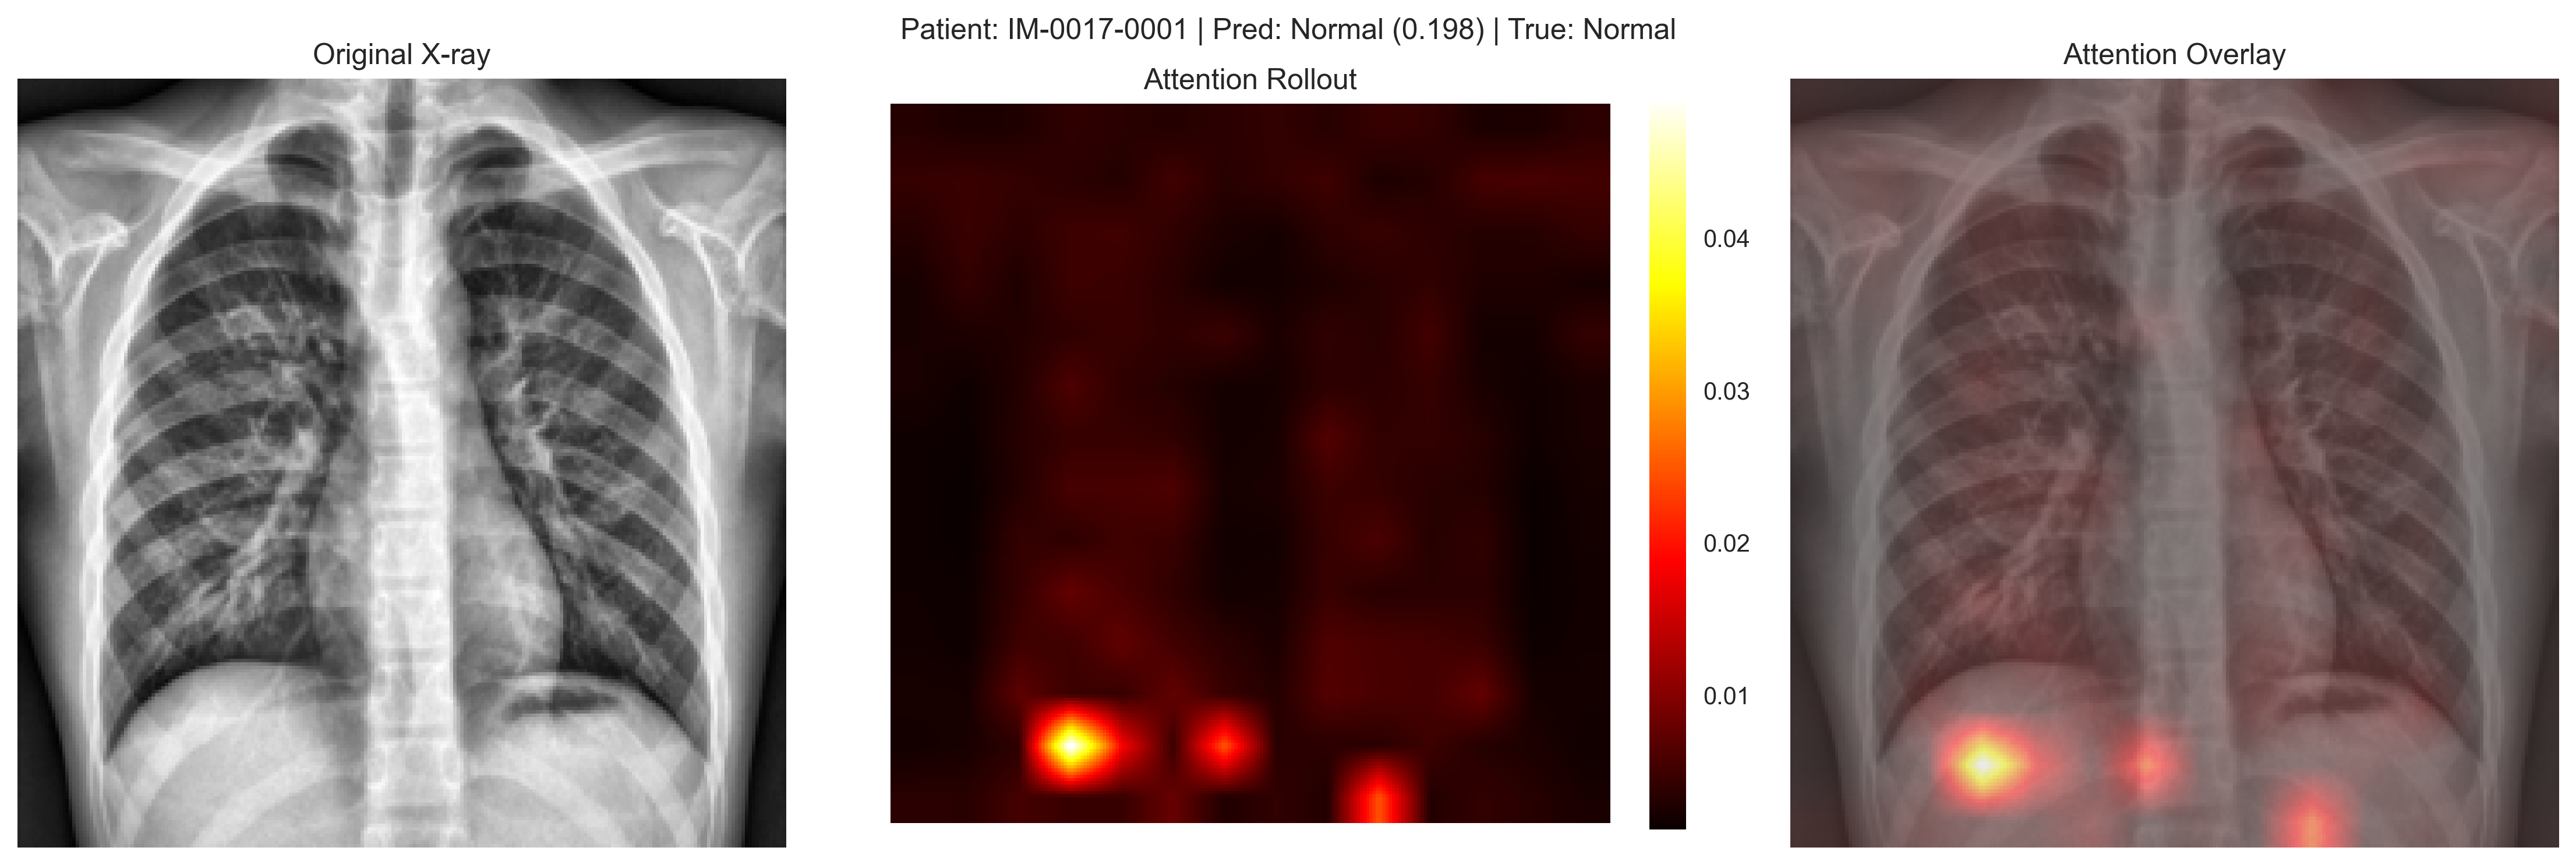 Patient: IM-0017-0001 | Pred: Normal (0.198) | True: Normal
Original X-ray
Attention Rollout
Attention Overlay
0.04
0.03
0.02
0.01